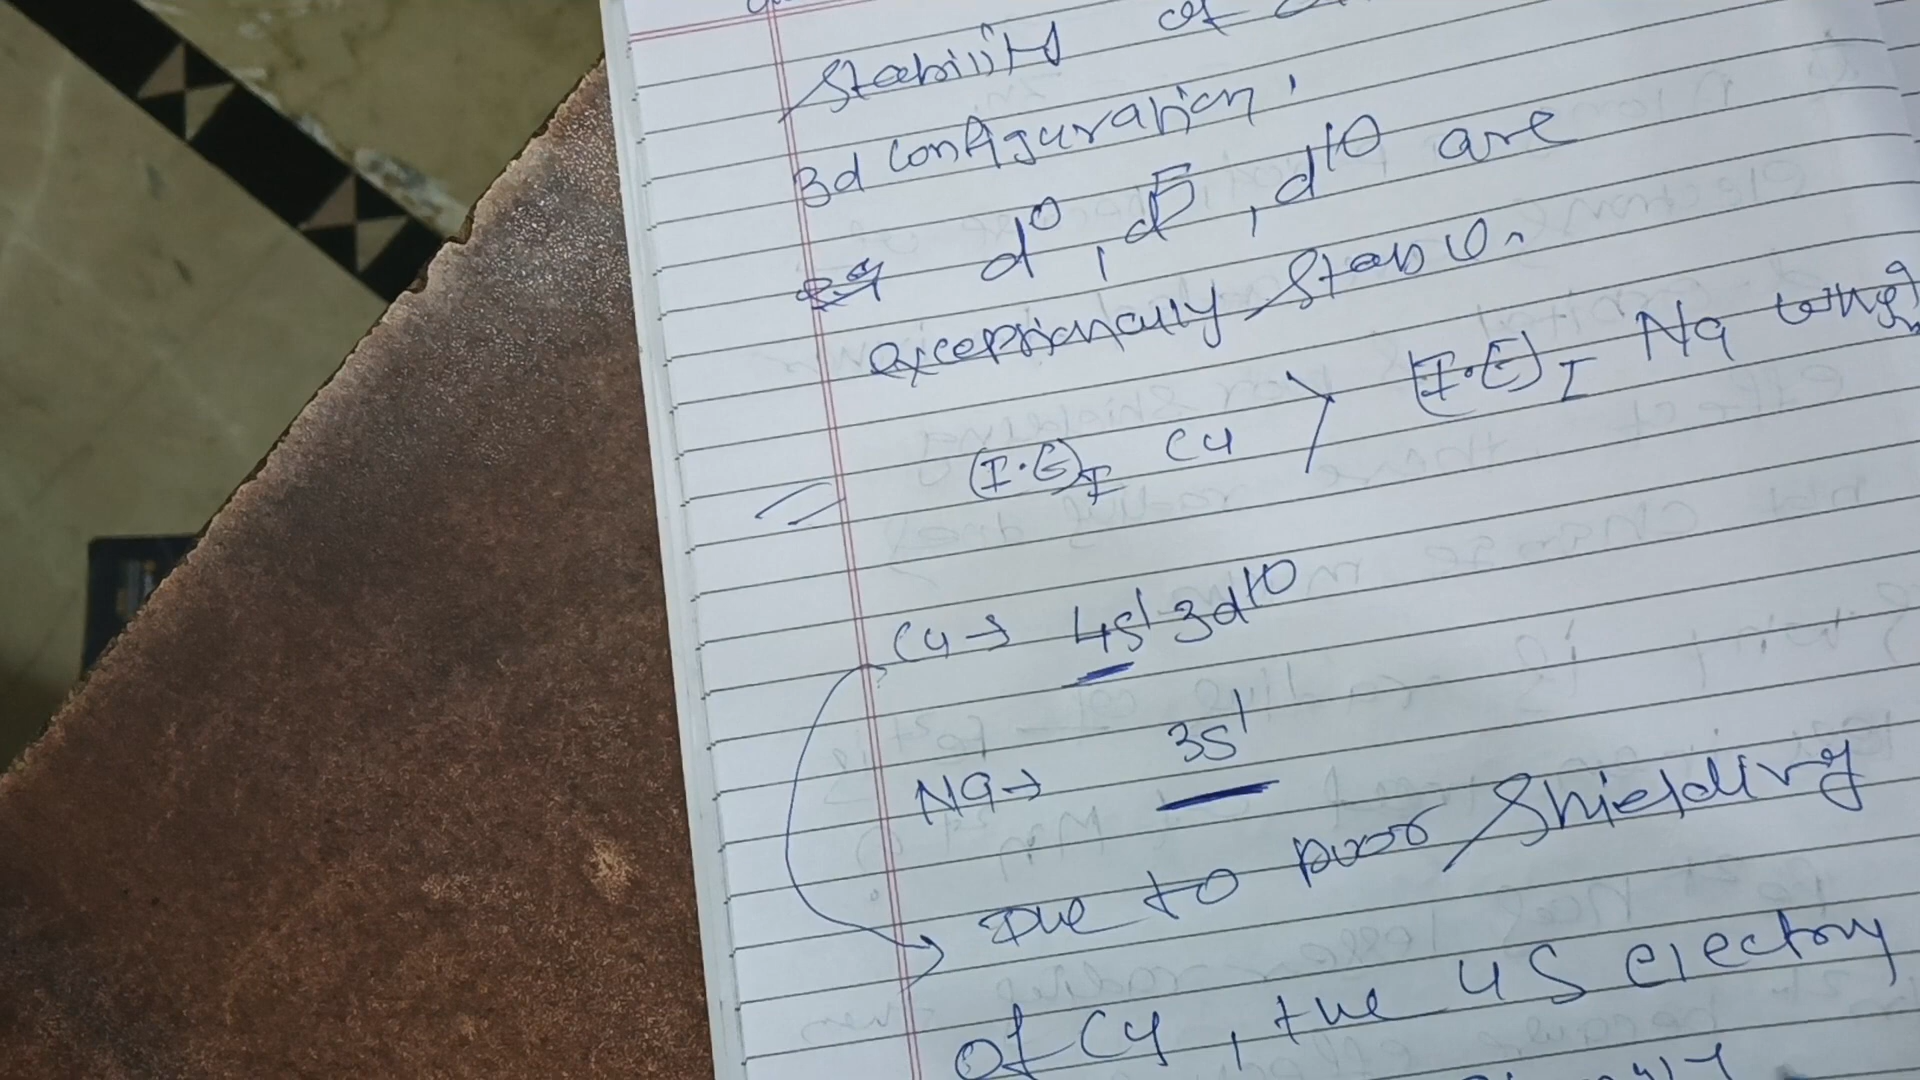 Stability of
3d configuration.
eg d⁰, d⁵, d¹⁰ are
exceptionally stable.
(I.E)I Cu > (I.E)I Na
Cu → 4s¹ 3d¹⁰
Na → 3s¹
Due to poor shielding
of Cu, the 4S electron